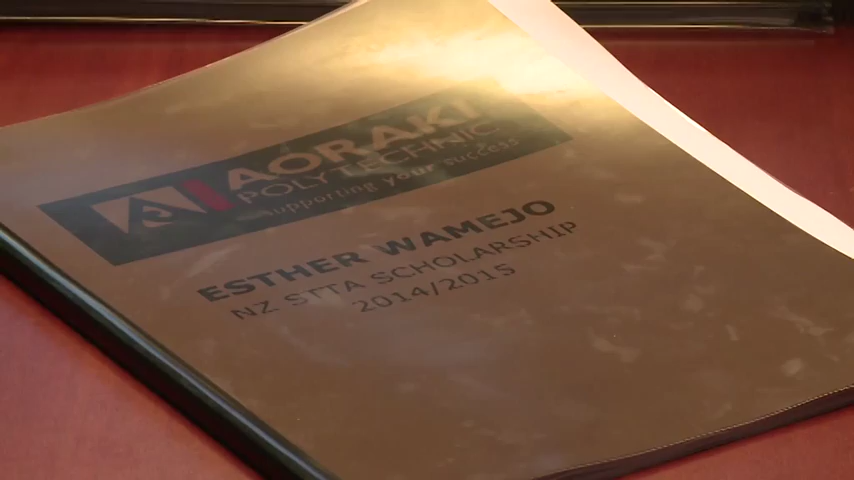 AORAKI
POLYTECHNIC
supporting your success
ESTHER WAMEJO
NZ STTA SCHOLARSHIP
2014/2015